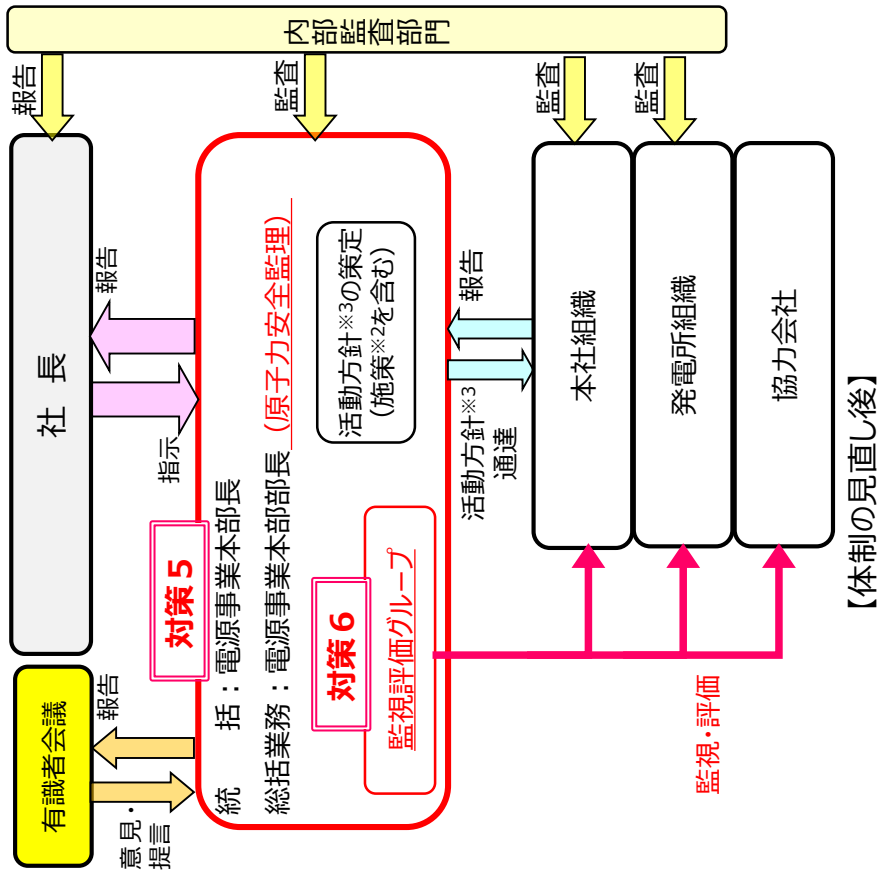 有識者会議
意見・
提言
報告
社 長
指示
報告
報告
内部監査部門
対策５
統　　括：電源事業本部長
総括業務：電源事業本部部長（原子力安全監理）
対策６
監視評価グループ
活動方針※3の策定
（施策※2を含む）
監査
活動方針※3
通達
報告
監視・評価
本社組織
監査
発電所組織
監査
協力会社
【体制の見直し後】